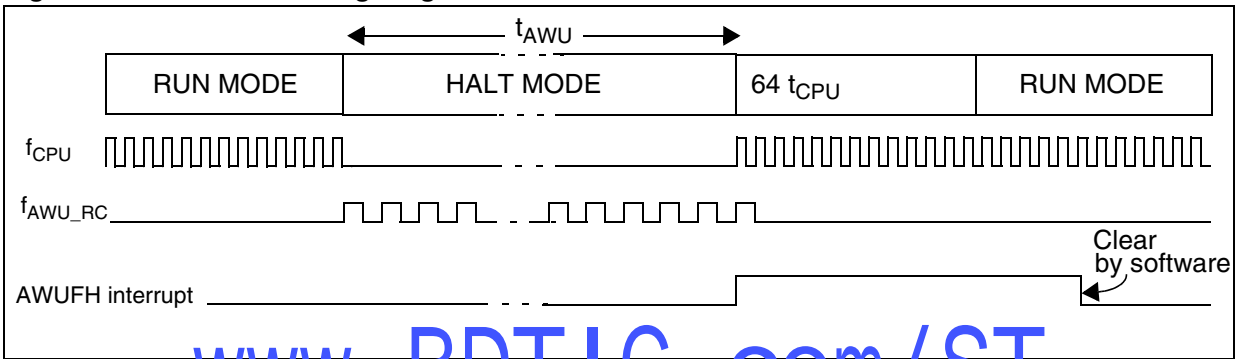 tAWU
RUN MODE
HALT MODE
64 tCPU
RUN MODE
fCPU
fAWU_RC
Clear
by software
AWUFH interrupt
www.BDTIC.com/ST